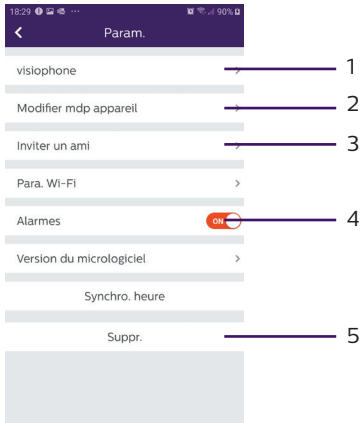 18:29 90%
Param.
visiophone 1
Modifier mdp appareil 2
Inviter un ami 3
Para. Wi-Fi
Alarmes ON 4
Version du micrologiciel
Synchro. heure
Suppr. 5